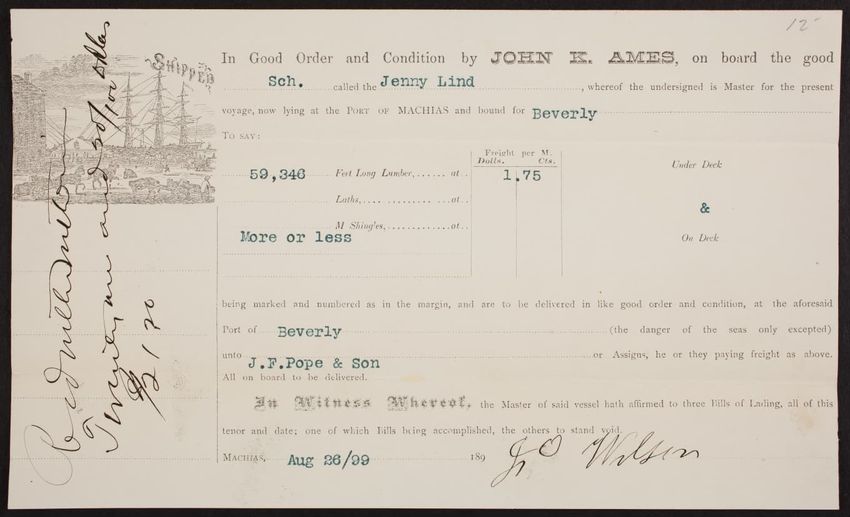 12-
SHIPPED
In Good Order and Condition by JOHN K. AMES, on board the good
Sch. called the Jenny Lind, whereof the undersigned is Master for the present
voyage, now lying at the PORT OF MACHIAS and bound for Beverly
TO SAY:
Freight per M.
Dolls. Cts.
59,346 Feet Long Lumber, at 1.75
Under Deck
Laths, at
&
M Shingles, at
More or less
On Deck
being marked and numbered as in the margin, and are to be delivered in like good order and condition, at the aforesaid
Port of Beverly (the danger of the seas only excepted)
unto J.F.Pope & Son or Assigns, he or they paying freight as above.
All on board to be delivered.
In Witness Whereof, the Master of said vessel hath affirmed to three Bills of Lading, all of this
tenor and date; one of which Bills being accomplished, the others to stand void.
MACHIAS, Aug 26/99 189 Wilson
and 20/100
$21 20